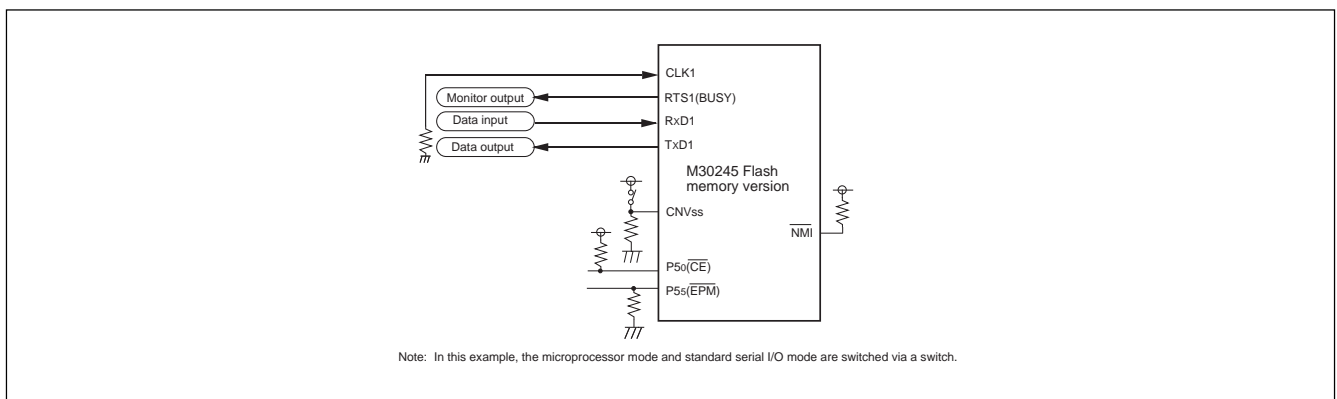 CLK1
Monitor output
RTS1(BUSY)
Data input
RxD1
Data output
TxD1
M30245 Flash
memory version
CNVss
NMI
P50(CE)
P55(EPM)
Note: In this example, the microprocessor mode and standard serial I/O mode are switched via a switch.